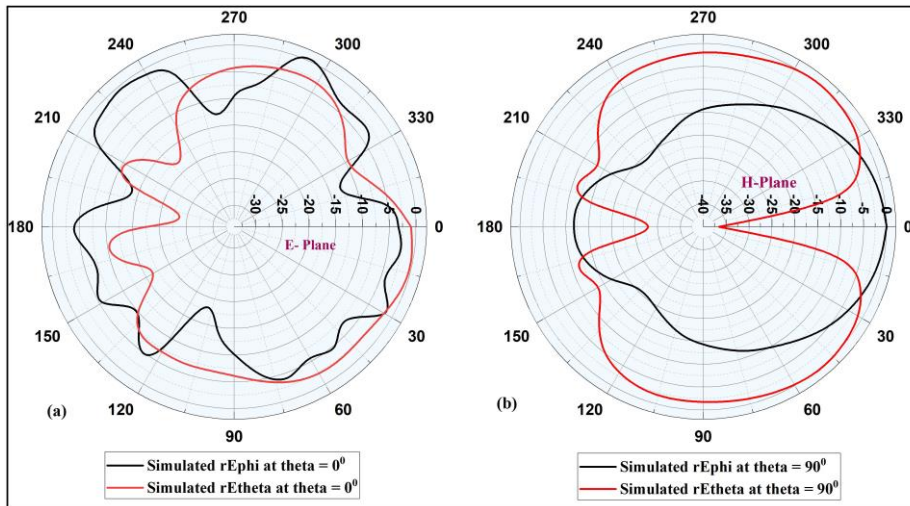 270
240
300
210
330
180
0
150
30
120
60
90
-30 -25 -20 -15 -10 -5 0
E- Plane
(a)
Simulated rEphi at theta = 0⁰
Simulated rEtheta at theta = 0⁰
270
240
300
210
330
180
0
150
30
120
60
90
-40 -35 -30 -25 -20 -15 -10 -5 0
H-Plane
(b)
Simulated rEphi at theta = 90⁰
Simulated rEtheta at theta = 90⁰